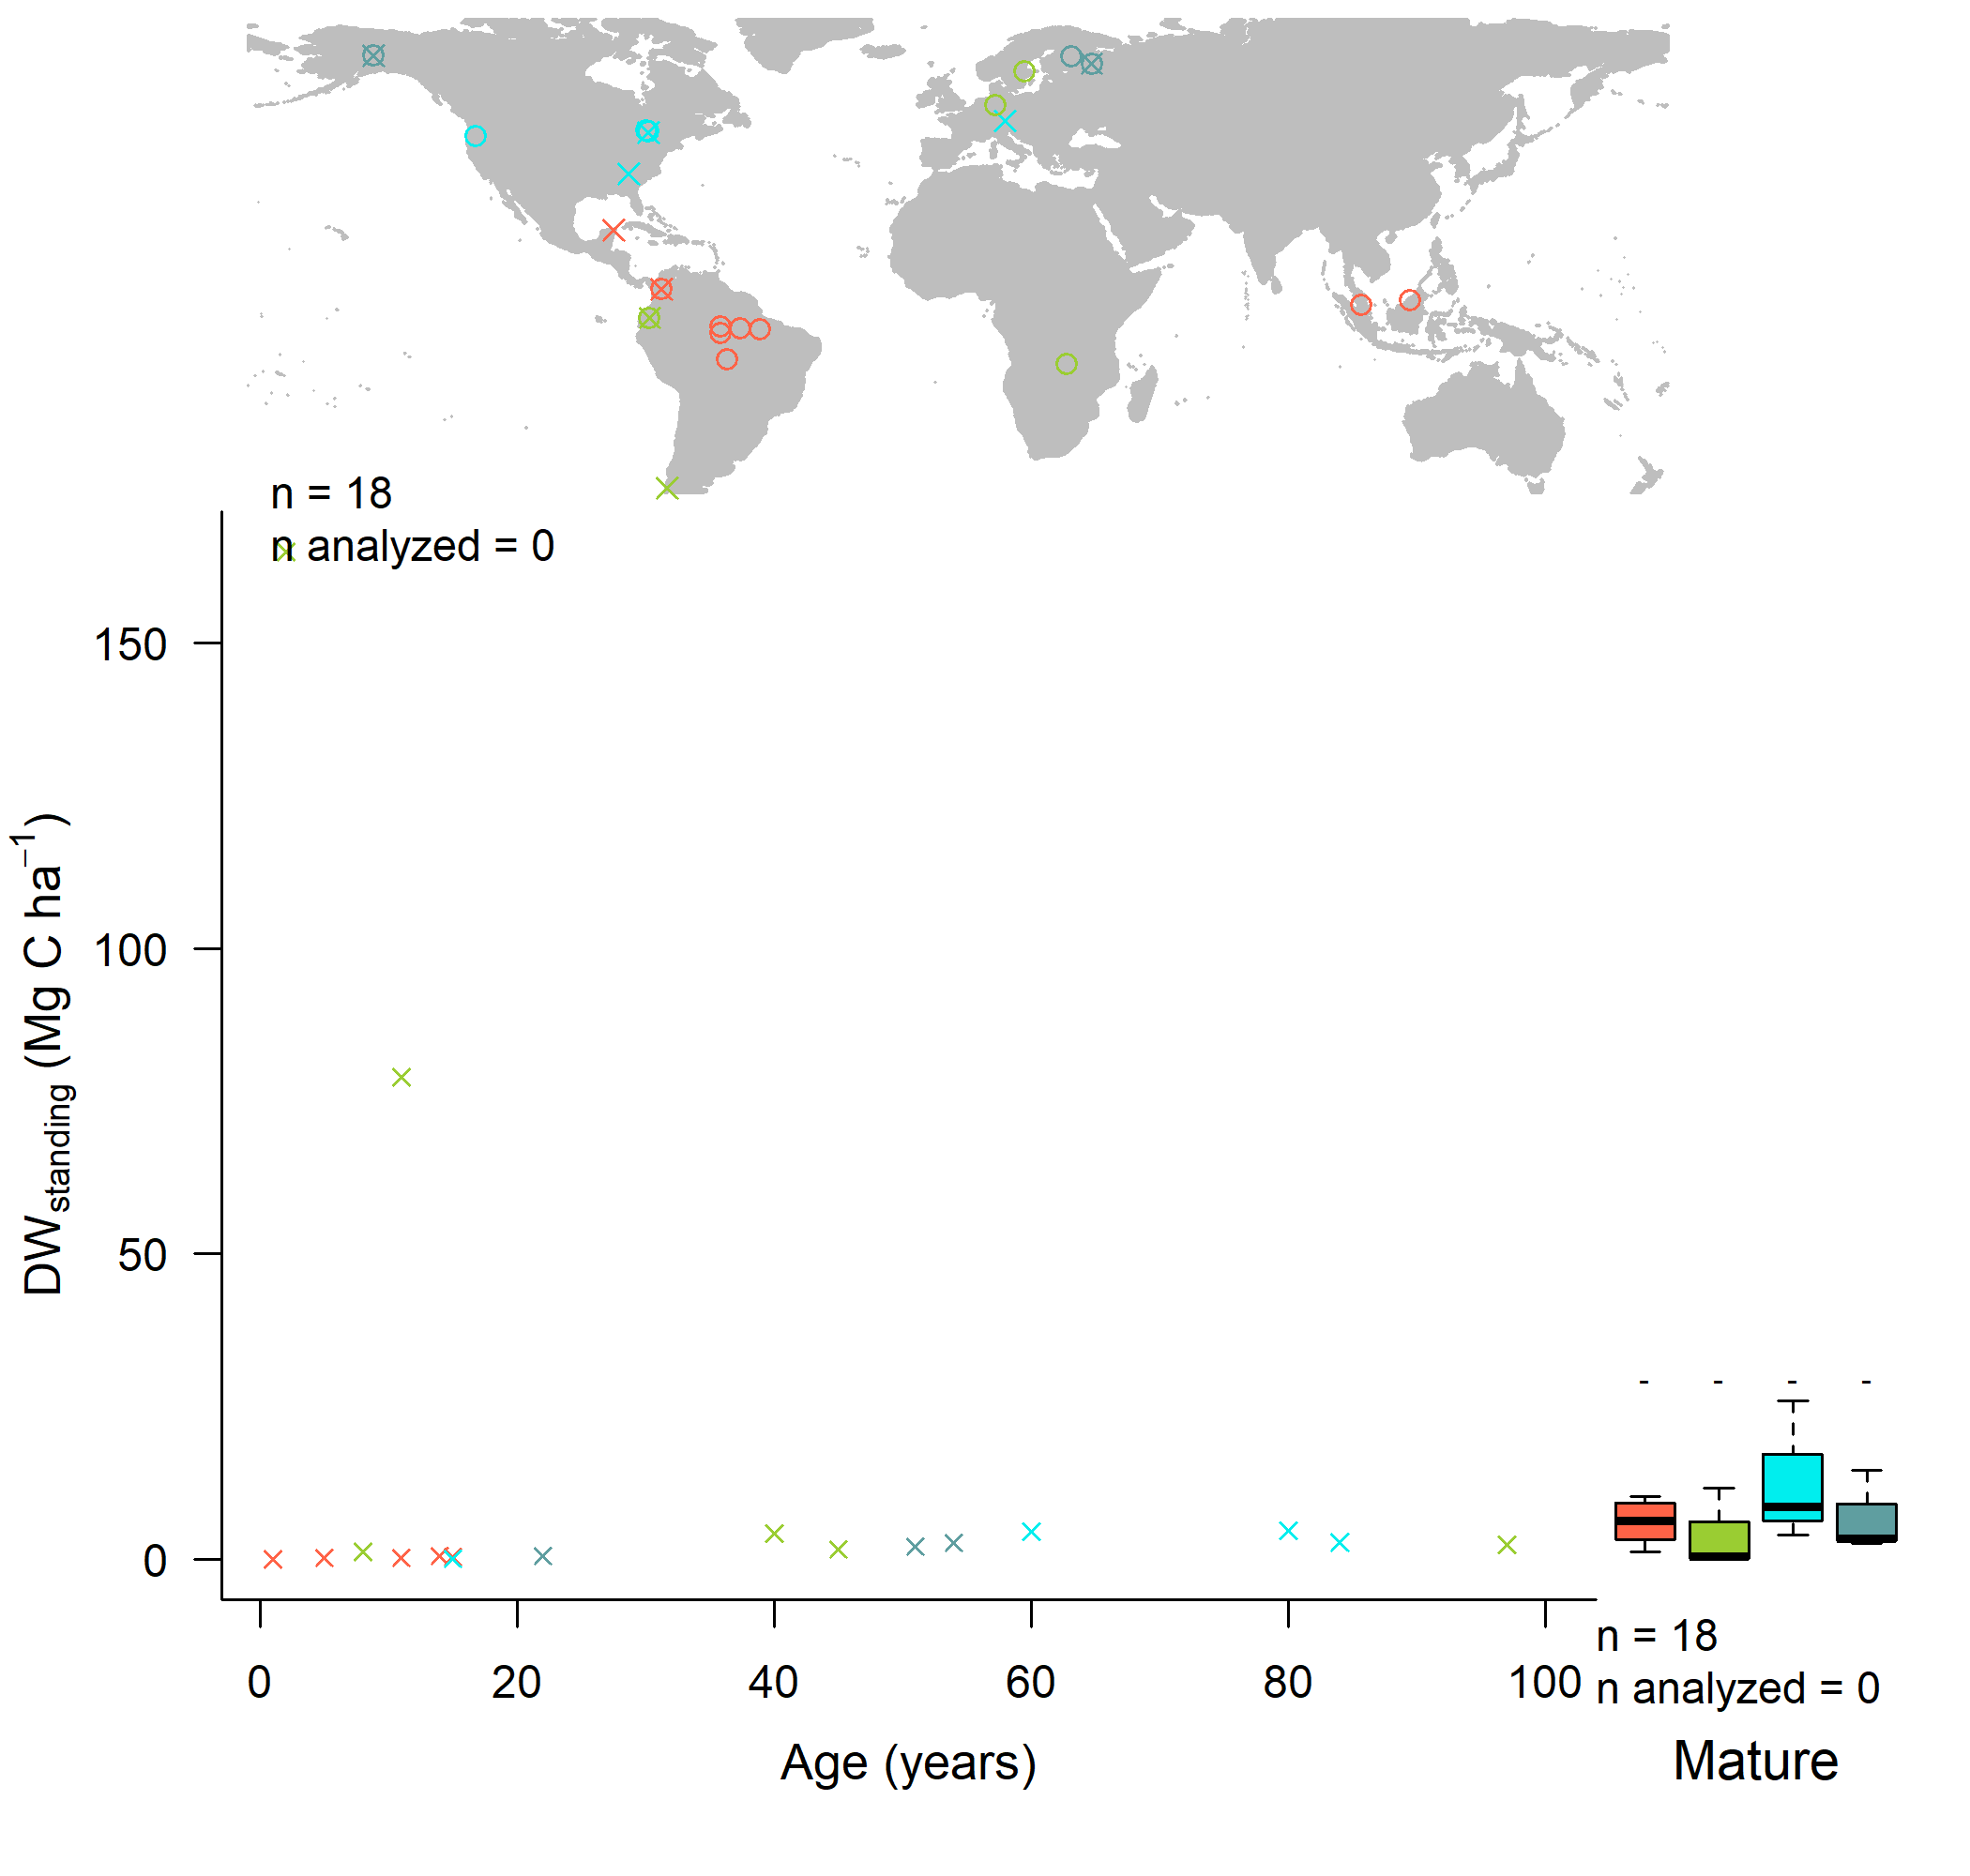 n = 18
n analyzed = 0
150
100
50
0
DWstanding (Mg C ha−1)
0 20 40 60 80 100
Age (years)
- - - -
n = 18
n analyzed = 0
Mature